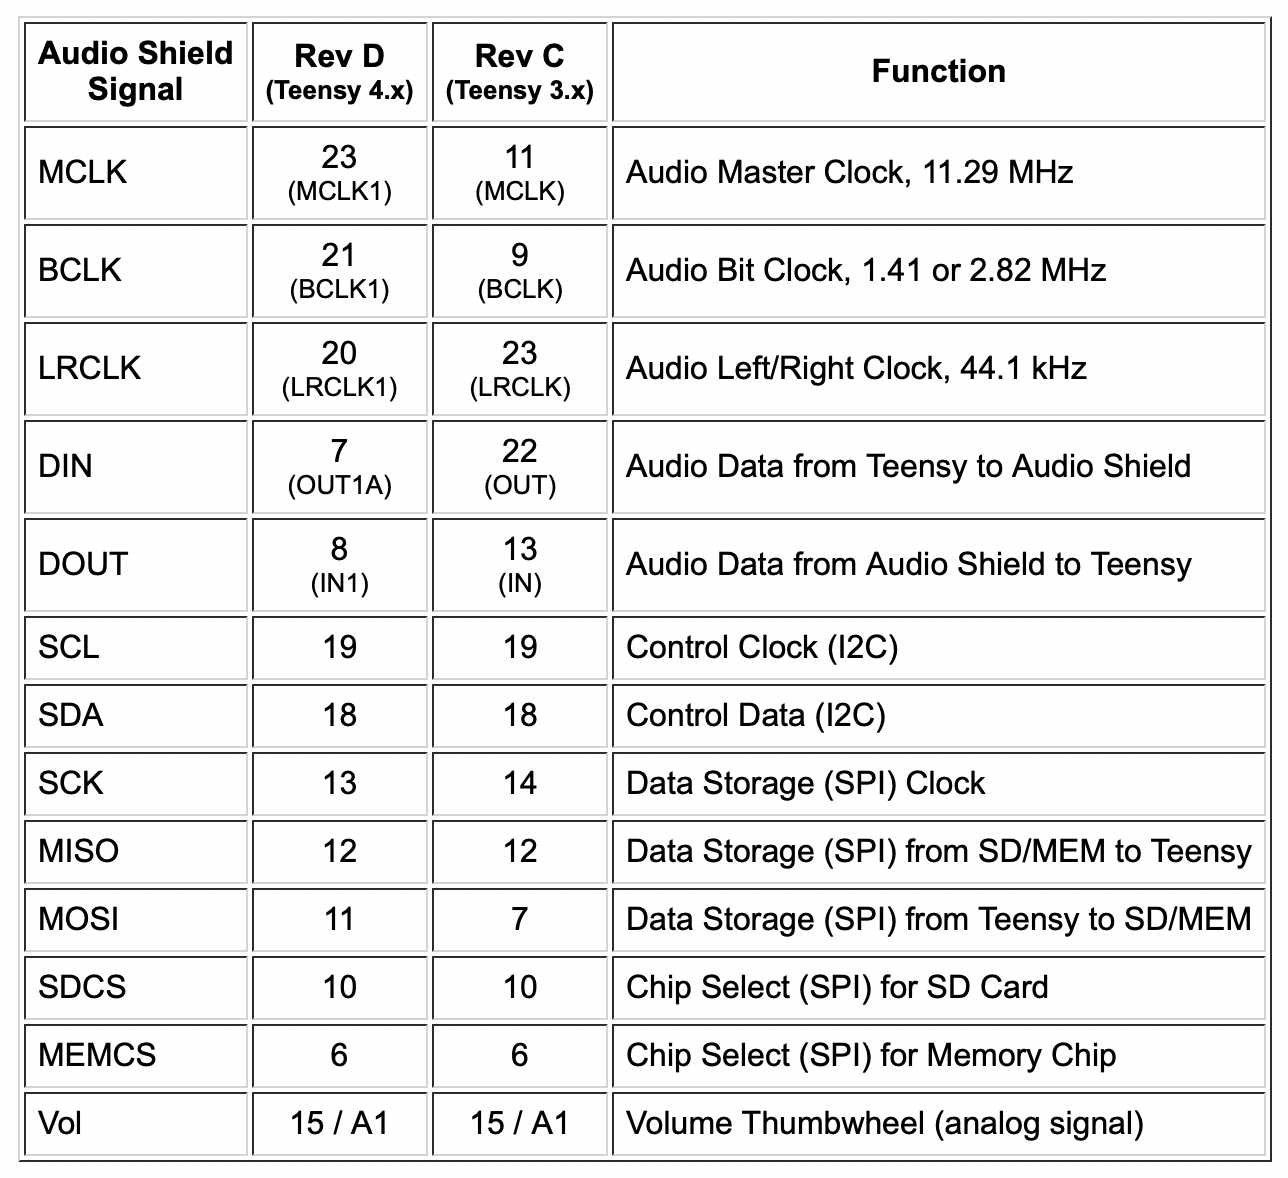 Audio Shield Signal Rev D (Teensy 4.x) Rev C (Teensy 3.x) Function
MCLK 23 (MCLK1) 11 (MCLK) Audio Master Clock, 11.29 MHz
BCLK 21 (BCLK1) 9 (BCLK) Audio Bit Clock, 1.41 or 2.82 MHz
LRCLK 20 (LRCLK1) 23 (LRCLK) Audio Left/Right Clock, 44.1 kHz
DIN 7 (OUT1A) 22 (OUT) Audio Data from Teensy to Audio Shield
DOUT 8 (IN1) 13 (IN) Audio Data from Audio Shield to Teensy
SCL 19 19 Control Clock (I2C)
SDA 18 18 Control Data (I2C)
SCK 13 14 Data Storage (SPI) Clock
MISO 12 12 Data Storage (SPI) from SD/MEM to Teensy
MOSI 11 7 Data Storage (SPI) from Teensy to SD/MEM
SDCS 10 10 Chip Select (SPI) for SD Card
MEMCS 6 6 Chip Select (SPI) for Memory Chip
Vol 15 / A1 15 / A1 Volume Thumbwheel (analog signal)